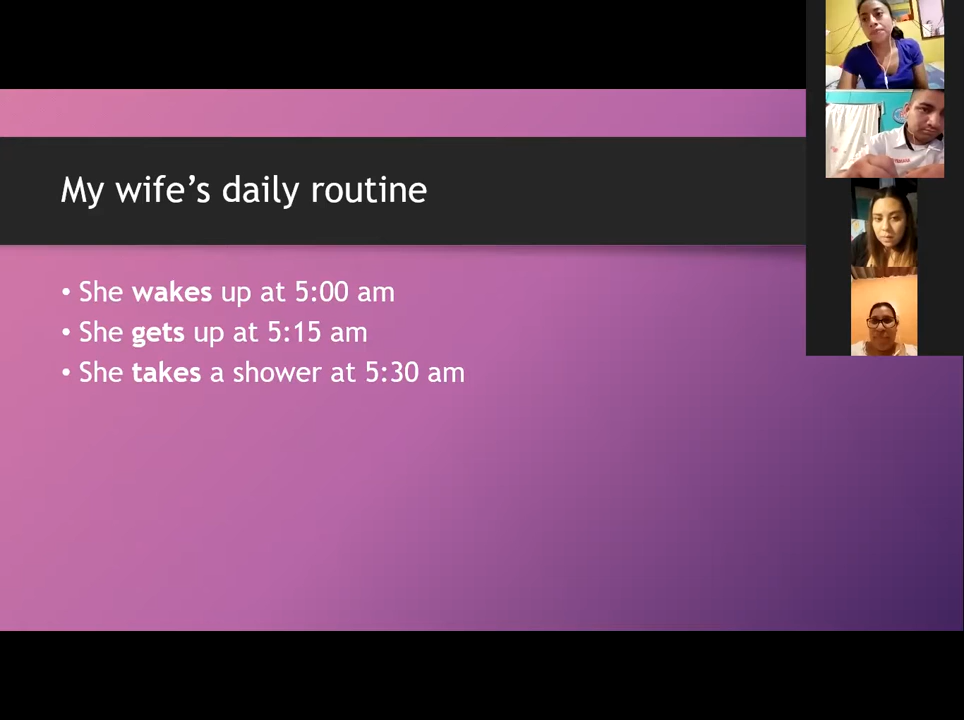 My wife’s daily routine
• She wakes up at 5:00 am
• She gets up at 5:15 am
• She takes a shower at 5:30 am